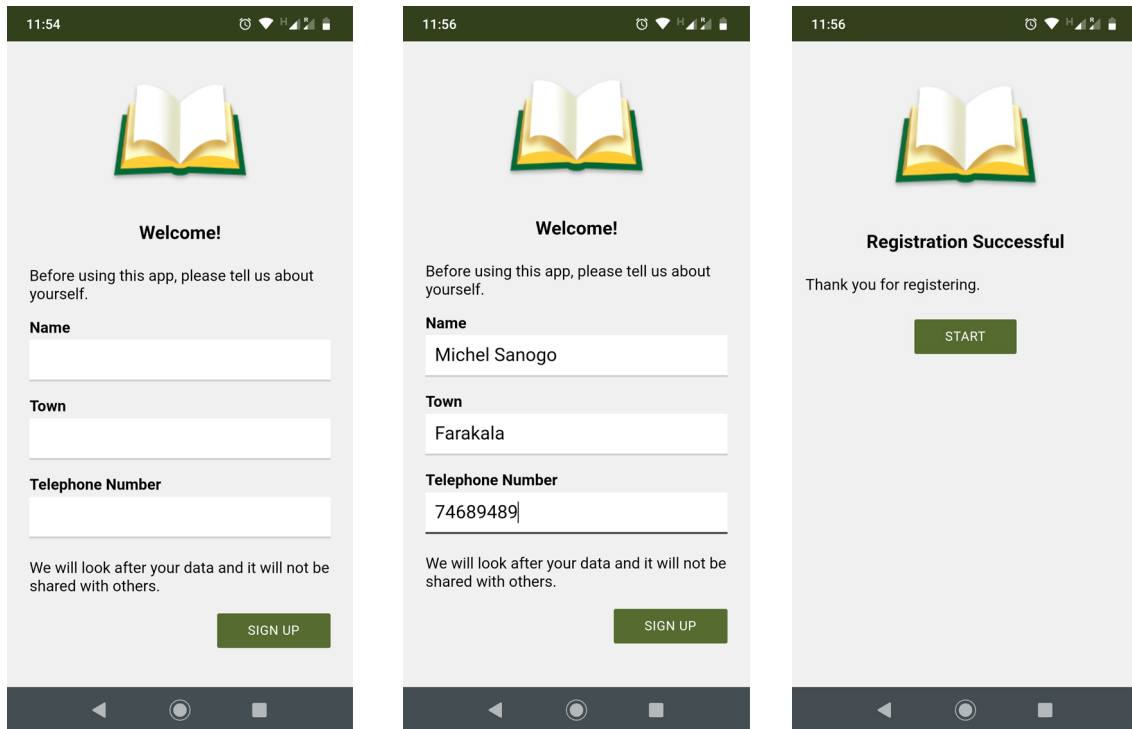 11:54
H R
Welcome!
Before using this app, please tell us about
yourself.
Name
Town
Telephone Number
We will look after your data and it will not be
shared with others.
SIGN UP
11:56
H R
Welcome!
Before using this app, please tell us about
yourself.
Name
Michel Sanogo
Town
Farakala
Telephone Number
74689489
We will look after your data and it will not be
shared with others.
SIGN UP
11:56
H R
Registration Successful
Thank you for registering.
START